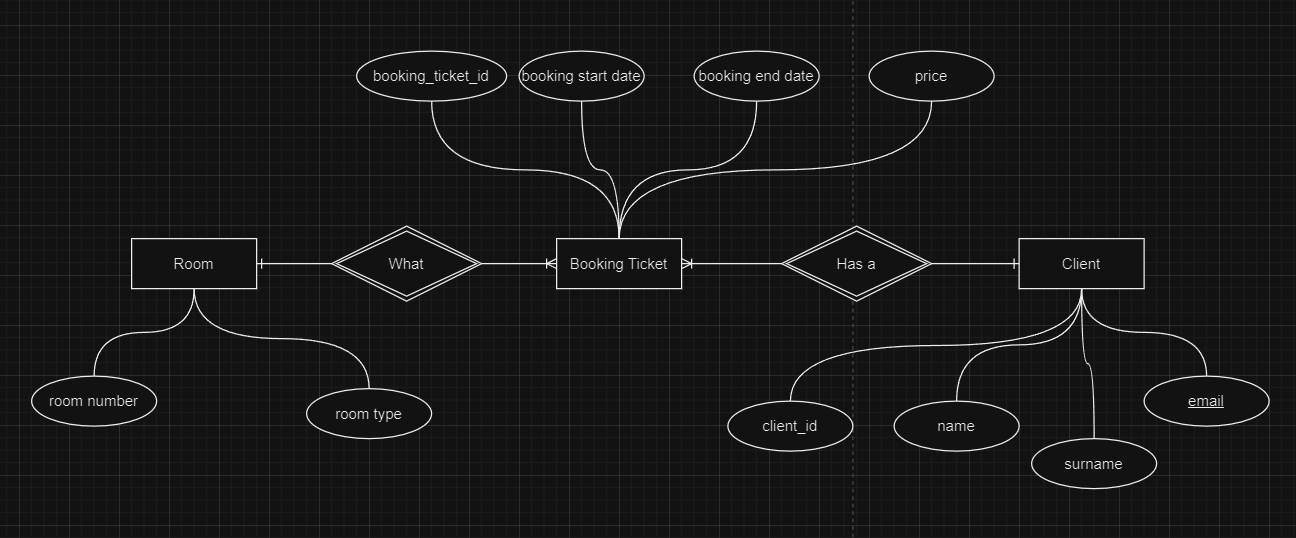 booking_ticket_id
booking start date
booking end date
price
Room
What
Booking Ticket
Has a
Client
room number
room type
client_id
name
surname
email